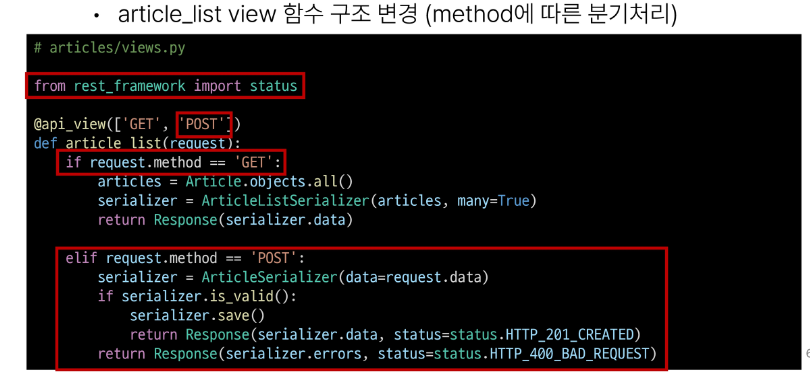 • article_list view 함수 구조 변경 (method에 따른 분기처리)
# articles/views.py
from rest_framework import status
@api_view(['GET', 'POST'])
def article_list(request):
if request.method == 'GET':
articles = Article.objects.all()
serializer = ArticleListSerializer(articles, many=True)
return Response(serializer.data)
elif request.method == 'POST':
serializer = ArticleSerializer(data=request.data)
if serializer.is_valid():
serializer.save()
return Response(serializer.data, status=status.HTTP_201_CREATED)
return Response(serializer.errors, status=status.HTTP_400_BAD_REQUEST)